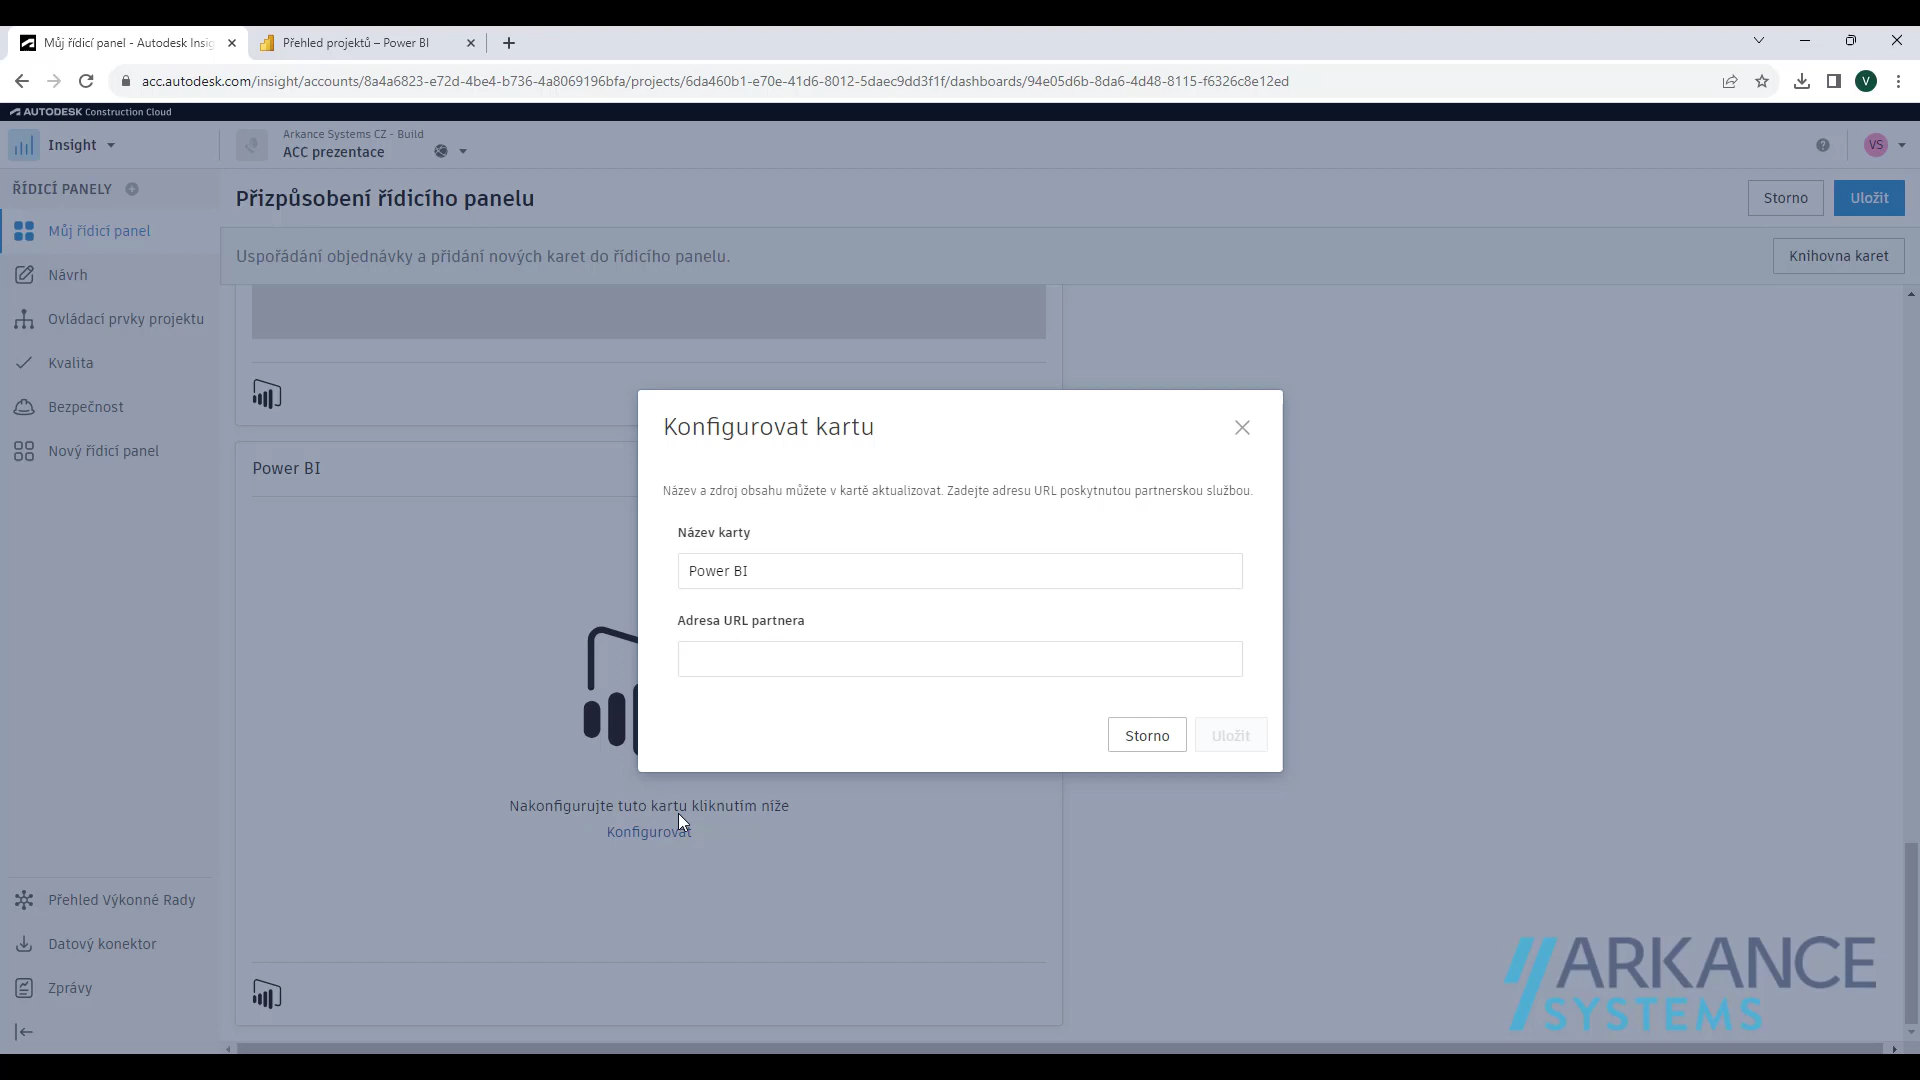 Můj řídicí panel - Autodesk Insig
Přehled projektů – Power BI
acc.autodesk.com/insight/accounts/8a4a6823-e72d-4be4-b736-4a8069196bfa/projects/6da460b1-e70e-41d6-8012-5daec9dd3f1f/dashboards/94e05d6b-8da6-4d48-8115-f6326c8e12ed
V
AUTODESK Construction Cloud
Insight
Arkance Systems CZ - Build
ACC prezentace
VS
ŘÍDICÍ PANELY
Přizpůsobení řídicího panelu
Storno
Uložit
Můj řídicí panel
Uspořádání objednávky a přidání nových karet do řídicího panelu.
Knihovna karet
Návrh
Ovládací prvky projektu
Kvalita
Bezpečnost
Nový řídicí panel
Power BI
Konfigurovat kartu
Název a zdroj obsahu můžete v kartě aktualizovat. Zadejte adresu URL poskytnutou partnerskou službou.
Název karty
Power BI
Adresa URL partnera
Storno
Uložit
Nakonfigurujte tuto kartu kliknutím níže
Konfigurovat
Přehled Výkonné Rady
Datový konektor
Zprávy
ARKANCE
SYSTEMS